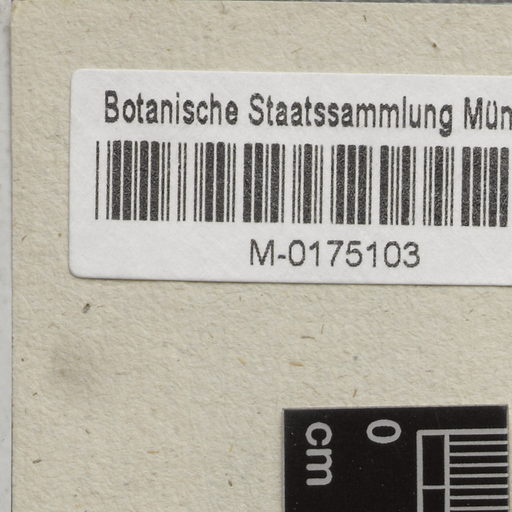 Botanische Staatssammlung Mün
M-0175103
0
cm